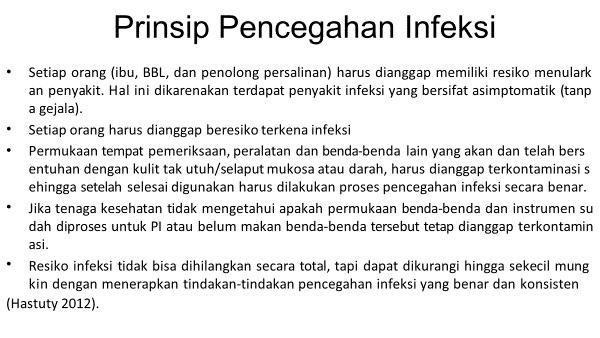 Prinsip Pencegahan Infeksi
• Setiap orang (ibu, BBL, dan penolong persalinan) harus dianggap memiliki resiko menulark
an penyakit. Hal ini dikarenakan terdapat penyakit infeksi yang bersifat asimptomatik (tanp
a gejala).
• Setiap orang harus dianggap beresiko terkena infeksi
• Permukaan tempat pemeriksaan, peralatan dan benda-benda lain yang akan dan telah bers
entuhan dengan kulit tak utuh/selaput mukosa atau darah, harus dianggap terkontaminasi s
ehingga setelah selesai digunakan harus dilakukan proses pencegahan infeksi secara benar.
• Jika tenaga kesehatan tidak mengetahui apakah permukaan benda-benda dan instrumen su
dah diproses untuk PI atau belum makan benda-benda tersebut tetap dianggap terkontamin
asi.
• Resiko infeksi tidak bisa dihilangkan secara total, tapi dapat dikurangi hingga sekecil mung
kin dengan menerapkan tindakan-tindakan pencegahan infeksi yang benar dan konsisten
(Hastuty 2012).